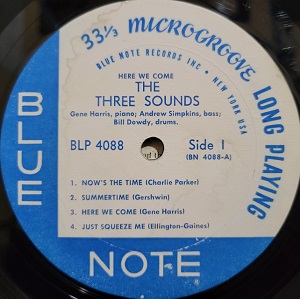 33⅓ MICROGROOVE LONG PLAYING
BLUE NOTE RECORDS INC • NEW YORK USA
HERE WE COME
THE
THREE SOUNDS
Gene Harris, piano; Andrew Simpkins, bass;
Bill Dowdy, drums.
BLP 4088
Side 1
(BN 4088-A)
1. NOW'S THE TIME (Charlie Parker)
2. SUMMERTIME (Gershwin)
3. HERE WE COME (Gene Harris)
4. JUST SQUEEZE ME (Ellington-Gaines)
BLUE
NOTE